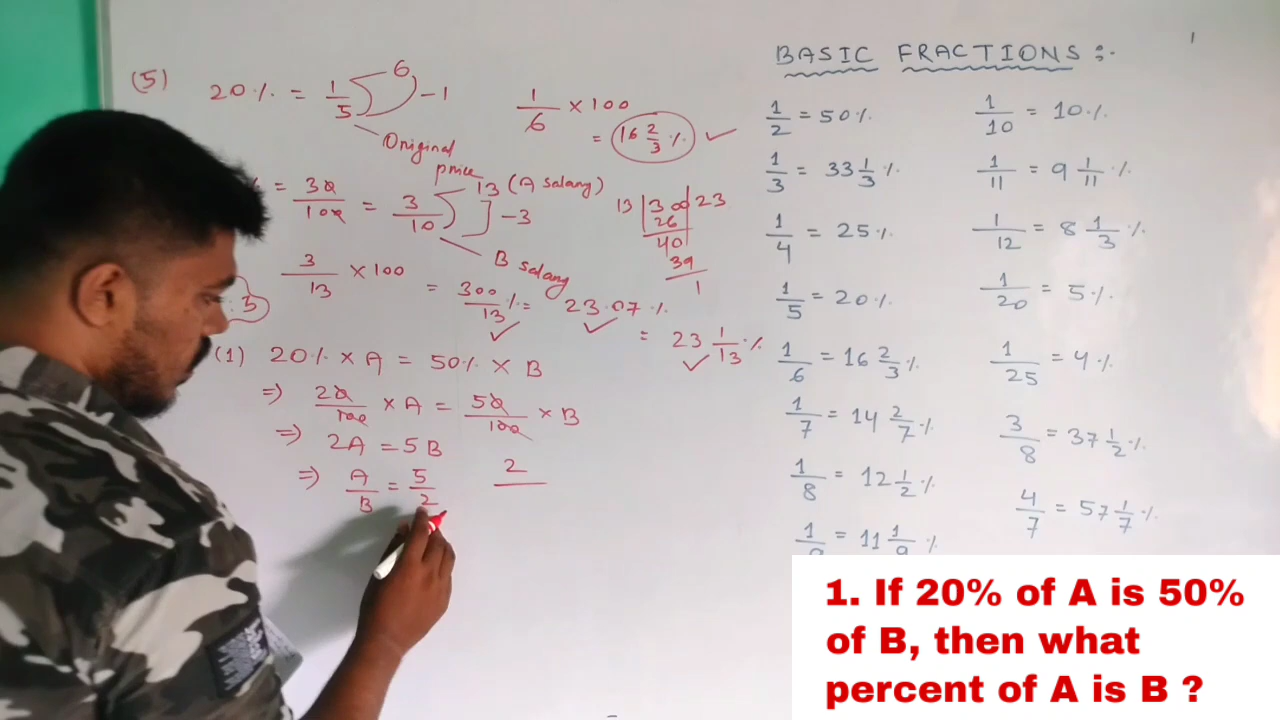 (5) 20% = 1/5 6 -1
Original price
1/6 × 100
= 16 2/3 %
% = 30/100 = 3/10 13 (A salary) -3
B salary
13 300 23
26
40
39
1
3/13 × 100 = 300/13 % = 23.07 %
= 23 1/13 %
.3
(1) 20% × A = 50% × B
⇒ 20/100 × A = 50/100 × B
⇒ 2A = 5B
⇒ A/B = 5/2 2
BASIC FRACTIONS :-
1/2 = 50%
1/3 = 33 1/3 %
1/4 = 25%
1/5 = 20%
1/6 = 16 2/3 %
1/7 = 14 2/7 %
1/8 = 12 1/2 %
1/9 = 11 1/9 %
1/10 = 10%
1/11 = 9 1/11 %
1/12 = 8 1/3 %
1/20 = 5%
1/25 = 4%
3/8 = 37 1/2 %
4/7 = 57 1/7 %
1. If 20% of A is 50%
of B, then what
percent of A is B ?